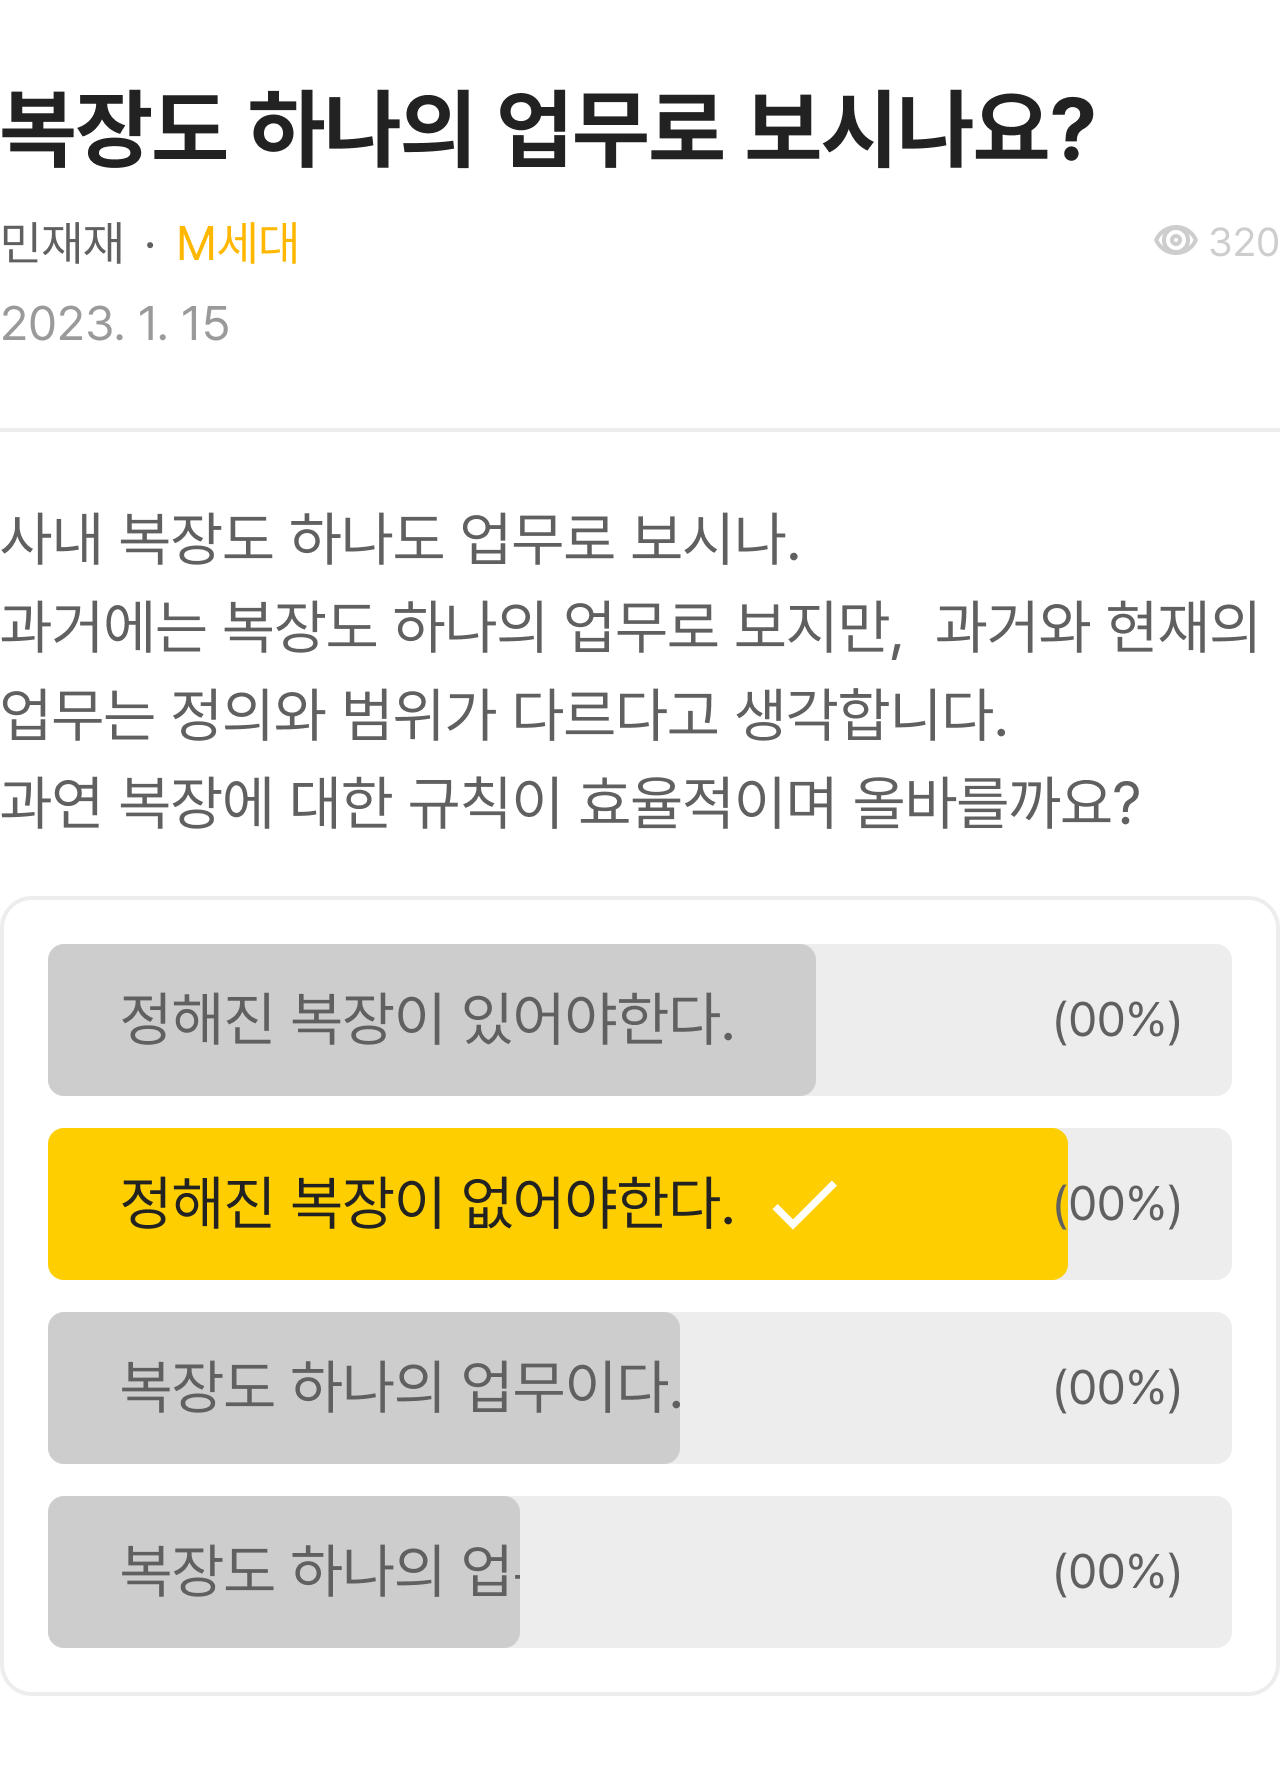 복장도 하나의 업무로 보시나요?
민재재 · M세대
320
2023. 1. 15
사내 복장도 하나도 업무로 보시나.
과거에는 복장도 하나의 업무로 보지만, 과거와 현재의
업무는 정의와 범위가 다르다고 생각합니다.
과연 복장에 대한 규칙이 효율적이며 올바를까요?
정해진 복장이 있어야한다. (00%)
정해진 복장이 없어야한다. (00%)
복장도 하나의 업무이다. (00%)
복장도 하나의 업 (00%)